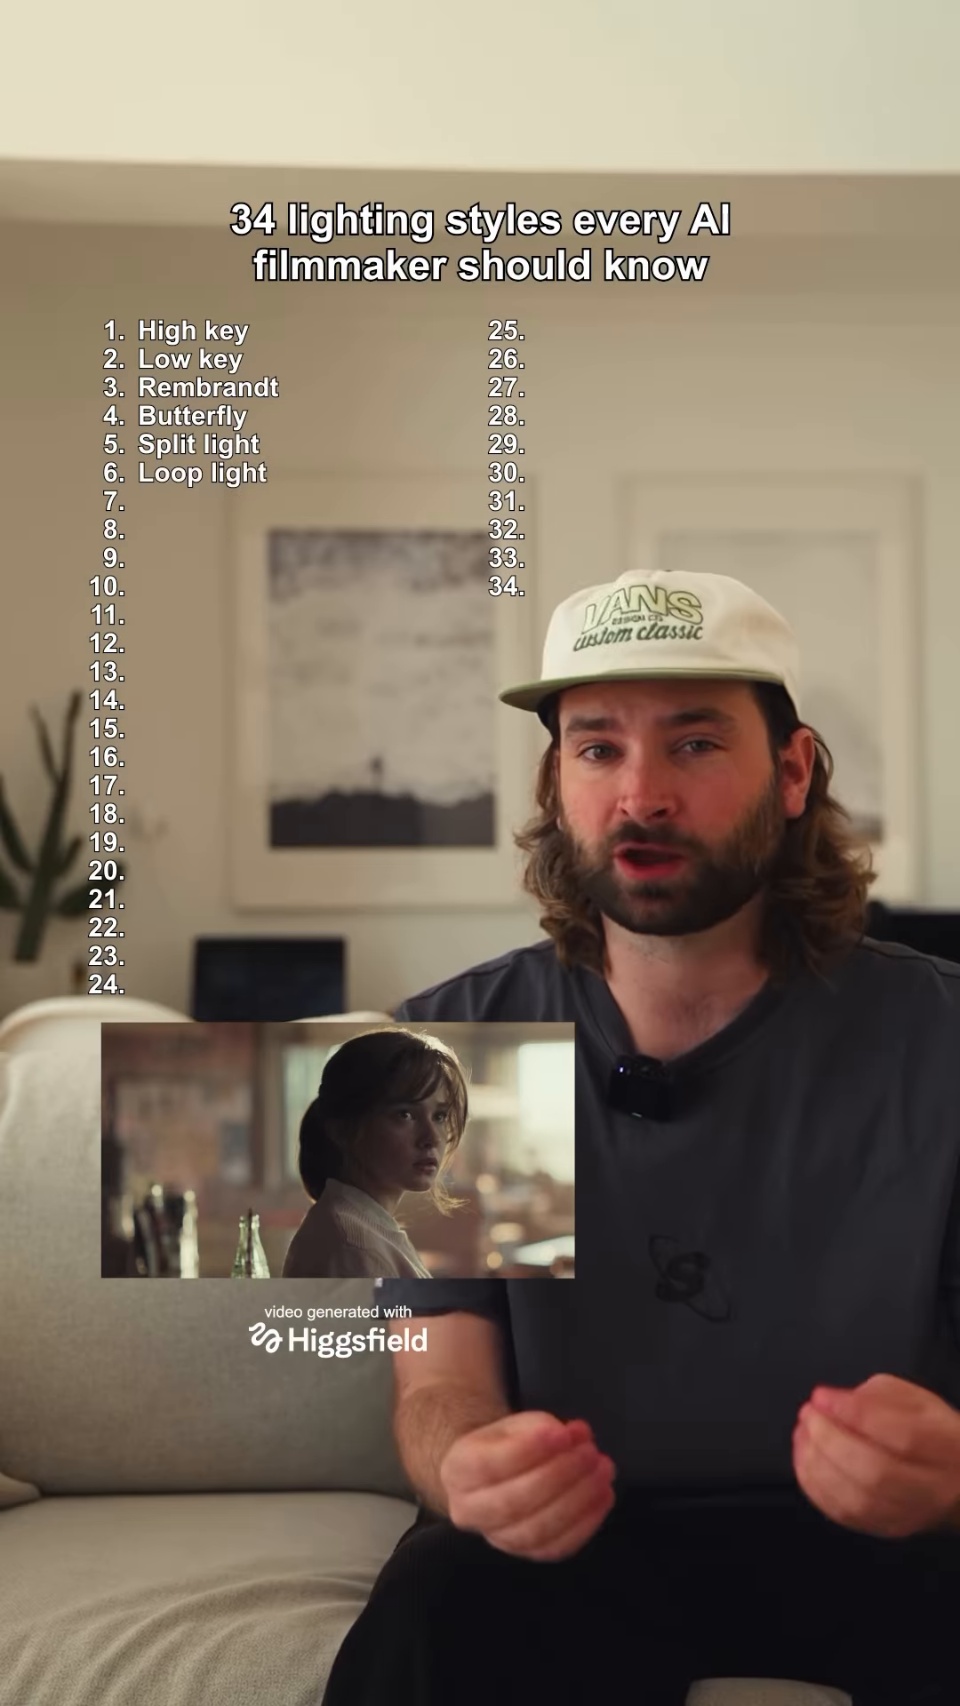 34 lighting styles every AI
filmmaker should know
1. High key
2. Low key
3. Rembrandt
4. Butterfly
5. Split light
6. Loop light
7.
8.
9.
10.
11.
12.
13.
14.
15.
16.
17.
18.
19.
20.
21.
22.
23.
24.
25.
26.
27.
28.
29.
30.
31.
32.
33.
34.
VANS
custom classic
video generated with
Higgsfield